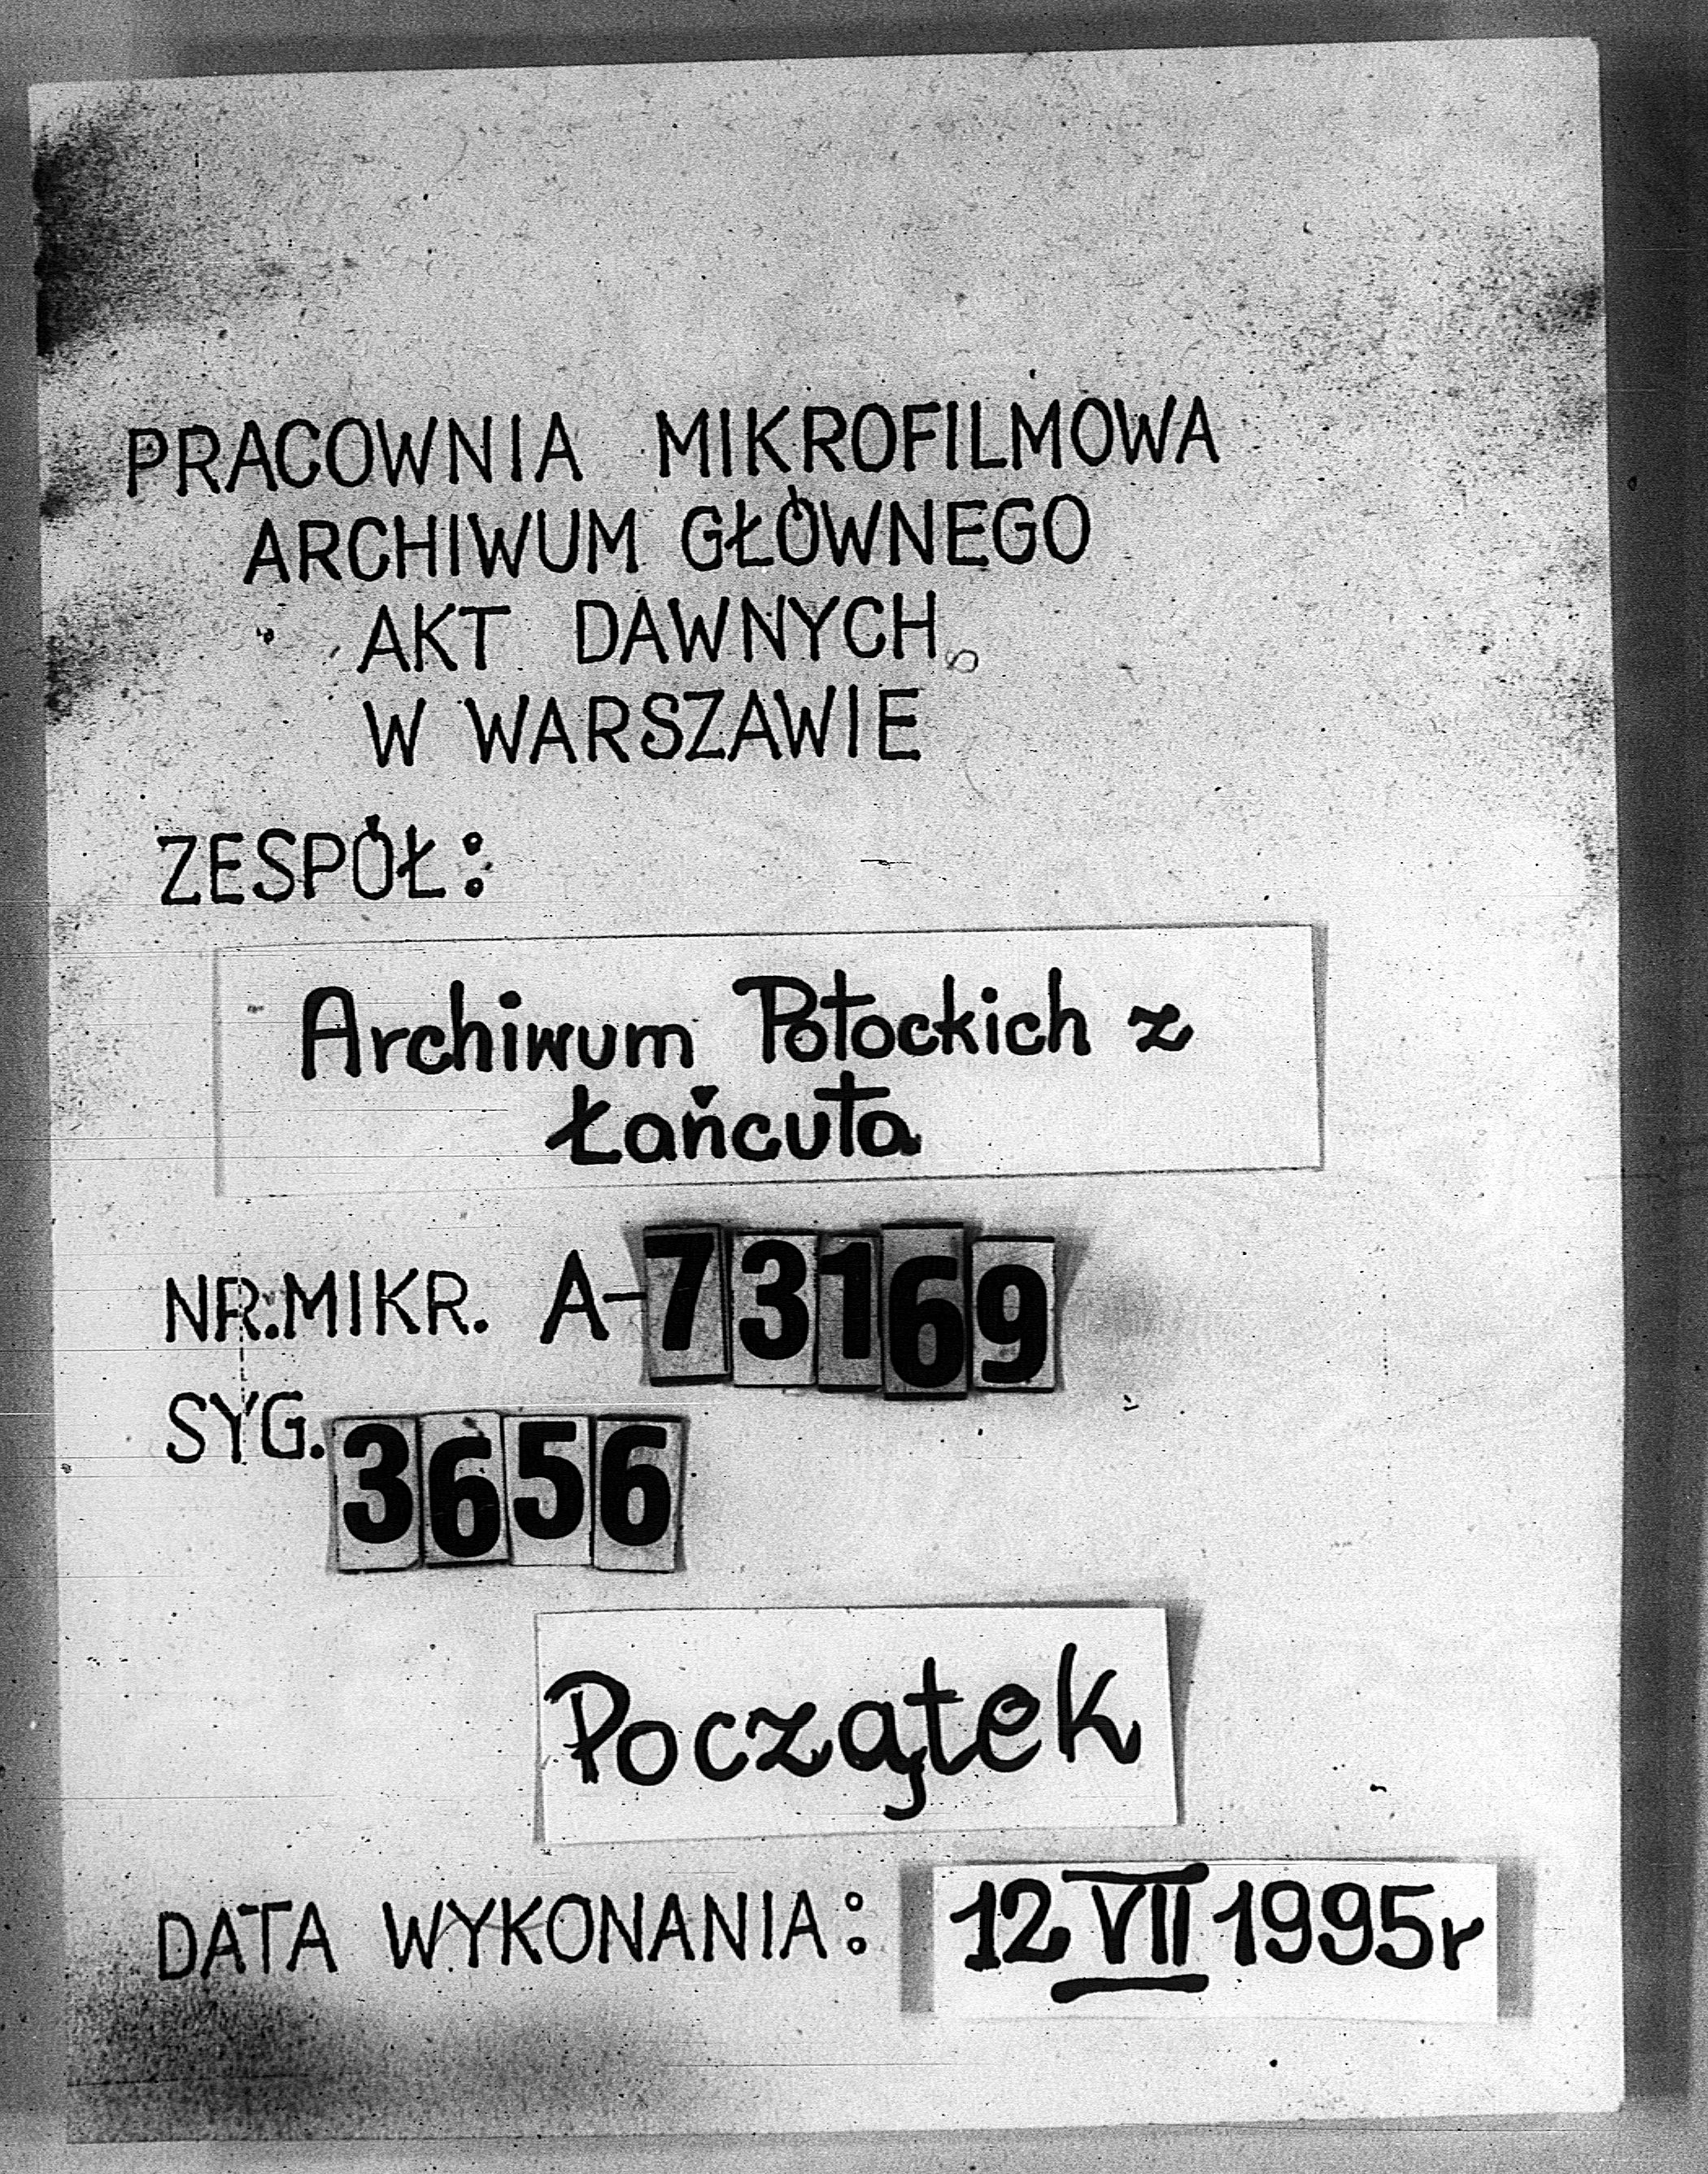 PRACOWNIA MIKROFILMOWA
ARCHIWUM GŁÓWNEGO
AKT DAWNYCH
W WARSZAWIE
ZESPÓŁ:
Archiwum Potockich z
Łańcuta
NR.MIKR. A-73169
SYG. 3656
Początek
DATA WYKONANIA: 12 VII 1995r